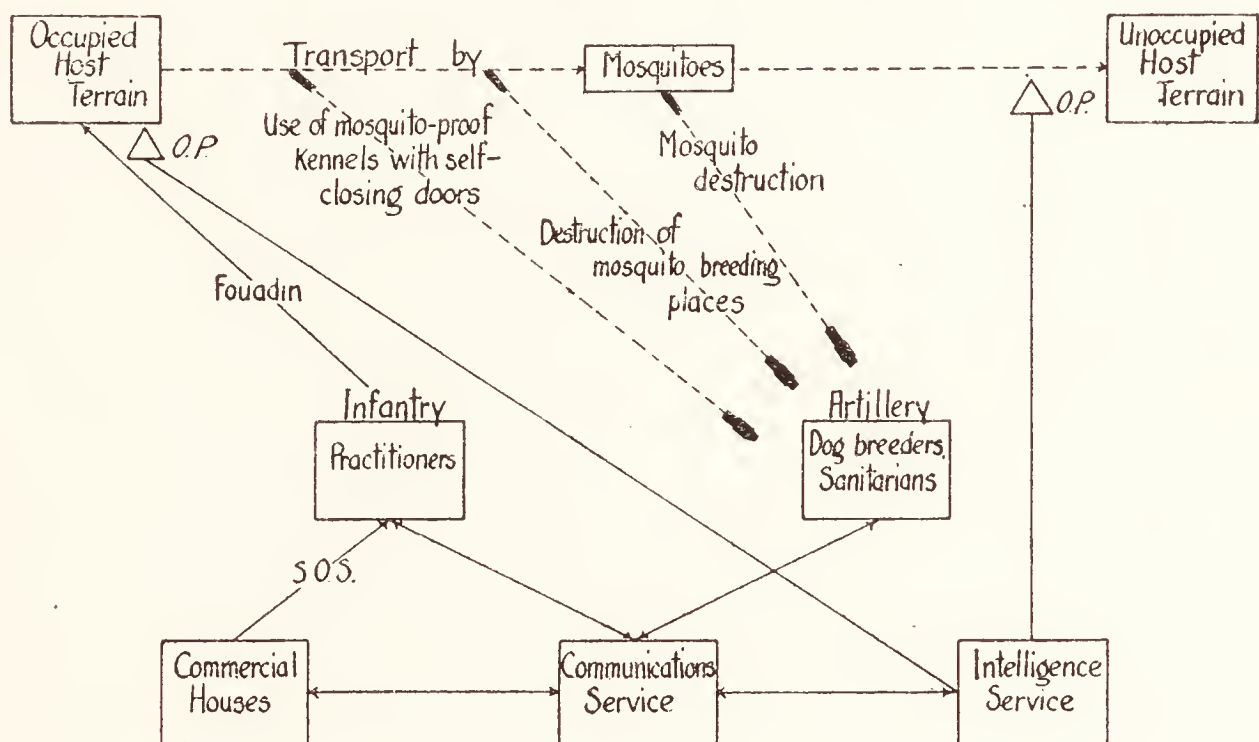 Occupied
Host
Terrain
Transport by
Mosquitoes
Unoccupied
Host
Terrain
O.P.
O.P.
Use of mosquito-proof
Kennels with self-
closing doors
Mosquito
destruction
Destruction of
mosquito breeding
places
Fouadin
Infantry
Practitioners
Artillery
Dog breeders.
Sanitarians
S.O.S.
Commercial
Houses
Communications
Service
Intelligence
Service